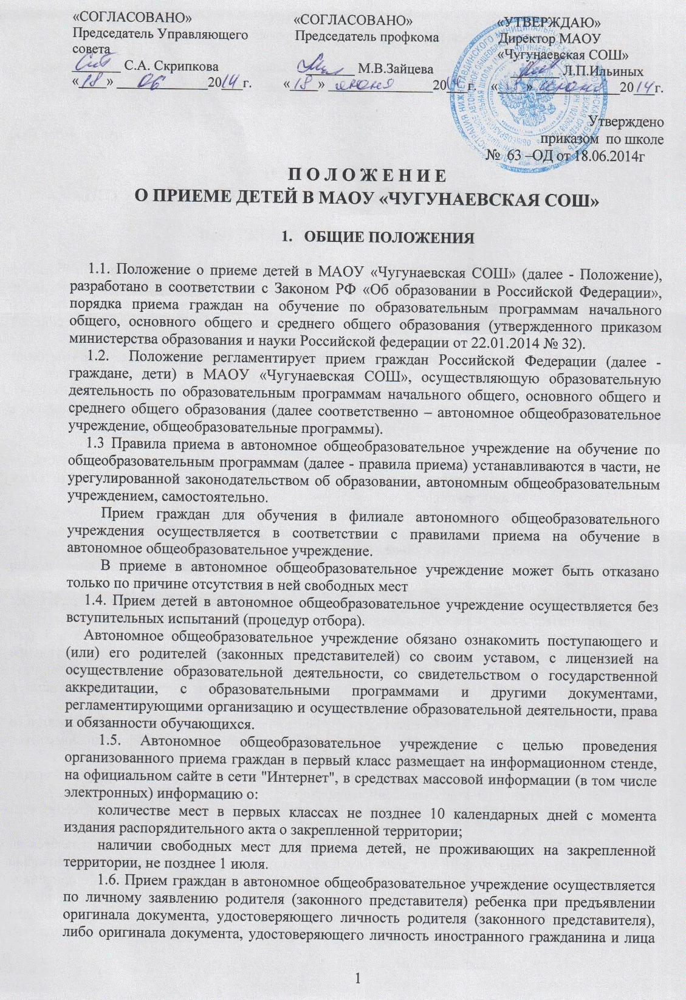 «СОГЛАСОВАНО»
Председатель Управляющего
совета
________ С.А. Скрипкова
«18» 06 2014г.
«СОГЛАСОВАНО»
Председатель профкома
________ М.В.Зайцева
«18» июня 2014г.
«УТВЕРЖДАЮ»
Директор МАОУ
«Чугунаевская СОШ»
________ Л.П.Ильиных
«18» июня 2014г.
Утверждено
приказом по школе
№ 63 –ОД от 18.06.2014г
П О Л О Ж Е Н И Е
О ПРИЕМЕ ДЕТЕЙ В МАОУ «ЧУГУНАЕВСКАЯ СОШ»
1. ОБЩИЕ ПОЛОЖЕНИЯ
1.1. Положение о приеме детей в МАОУ «Чугунаевская СОШ» (далее - Положение),
разработано в соответствии с Законом РФ «Об образовании в Российской Федерации»,
порядка приема граждан на обучение по образовательным программам начального
общего, основного общего и среднего общего образования (утвержденного приказом
министерства образования и науки Российской федерации от 22.01.2014 № 32).
1.2. Положение регламентирует прием граждан Российской Федерации (далее -
граждане, дети) в МАОУ «Чугунаевская СОШ», осуществляющую образовательную
деятельность по образовательным программам начального общего, основного общего и
среднего общего образования (далее соответственно – автономное общеобразовательное
учреждение, общеобразовательные программы).
1.3 Правила приема в автономное общеобразовательное учреждение на обучение по
общеобразовательным программам (далее - правила приема) устанавливаются в части, не
урегулированной законодательством об образовании, автономным общеобразовательным
учреждением, самостоятельно.
Прием граждан для обучения в филиале автономного общеобразовательного
учреждения осуществляется в соответствии с правилами приема на обучение в
автономное общеобразовательное учреждение.
В приеме в автономное общеобразовательное учреждение может быть отказано
только по причине отсутствия в ней свободных мест
1.4. Прием детей в автономное общеобразовательное учреждение осуществляется без
вступительных испытаний (процедур отбора).
Автономное общеобразовательное учреждение обязано ознакомить поступающего и
(или) его родителей (законных представителей) со своим уставом, с лицензией на
осуществление образовательной деятельности, со свидетельством о государственной
аккредитации, с образовательными программами и другими документами,
регламентирующими организацию и осуществление образовательной деятельности, права
и обязанности обучающихся.
1.5. Автономное общеобразовательное учреждение с целью проведения
организованного приема граждан в первый класс размещает на информационном стенде,
на официальном сайте в сети "Интернет", в средствах массовой информации (в том числе
электронных) информацию о:
количестве мест в первых классах не позднее 10 календарных дней с момента
издания распорядительного акта о закрепленной территории;
наличии свободных мест для приема детей, не проживающих на закрепленной
территории, не позднее 1 июля.
1.6. Прием граждан в автономное общеобразовательное учреждение осуществляется
по личному заявлению родителя (законного представителя) ребенка при предъявлении
оригинала документа, удостоверяющего личность родителя (законного представителя),
либо оригинала документа, удостоверяющего личность иностранного гражданина и лица
1